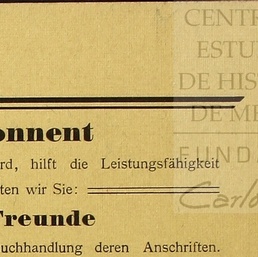 CENTR
ESTU
DE HIS
DE ME
FUNDA
Carlo
onnent
rd, hilft die Leistungsfähigkeit
ten wir Sie:
Freunde
uchhandlung deren Anschriften.